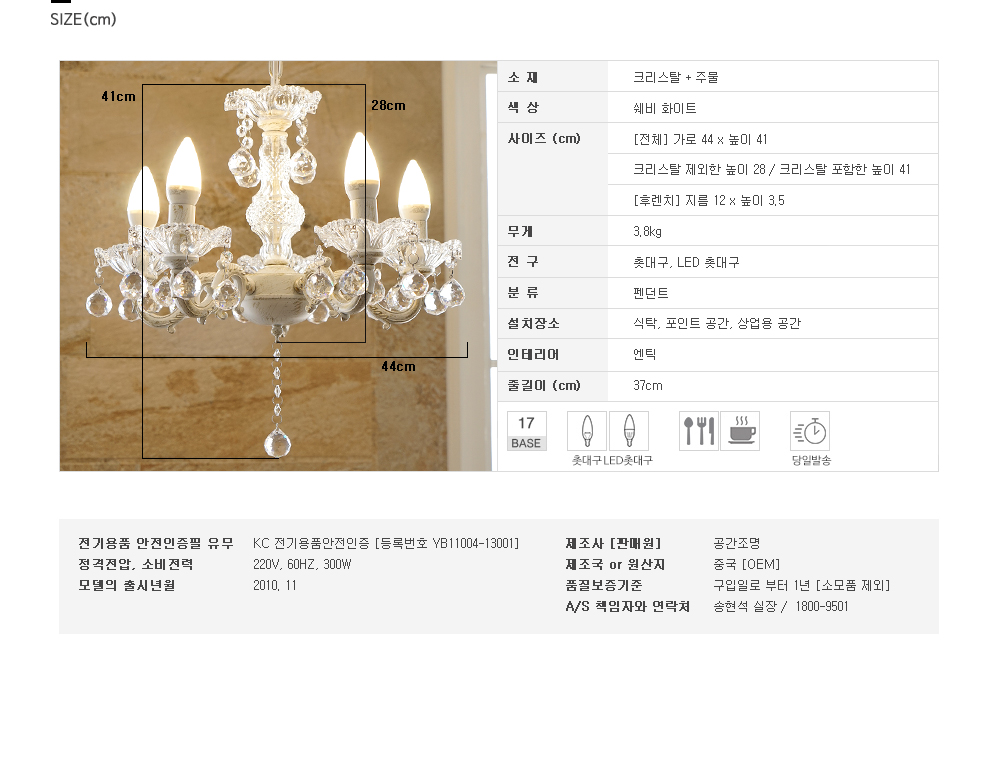 SIZE(cm)
41cm
28cm
44cm
소 재 크리스탈 + 주물
색 상 쉐비 화이트
사이즈 (cm) [전체] 가로 44 x 높이 41
크리스탈 제외한 높이 28 / 크리스탈 포함한 높이 41
[후렌치] 지름 12 x 높이 3.5
무게 3.8kg
전 구 촛대구, LED 촛대구
분 류 펜던트
설치장소 식탁, 포인트 공간, 상업용 공간
인테리어 엔틱
줄길이 (cm) 37cm
17
BASE
촛대구 LED촛대구
당일발송
전기용품 안전인증필 유무 KC 전기용품안전인증 [등록번호 YB11004-13001]
정격전압, 소비전력 220V, 60HZ, 300W
모델의 출시년월 2010. 11
제조사 [판매원] 공간조명
제조국 or 원산지 중국 [OEM]
품질보증기준 구입일로 부터 1년 [소모품 제외]
A/S 책임자와 연락처 송현석 실장 / 1800-9501